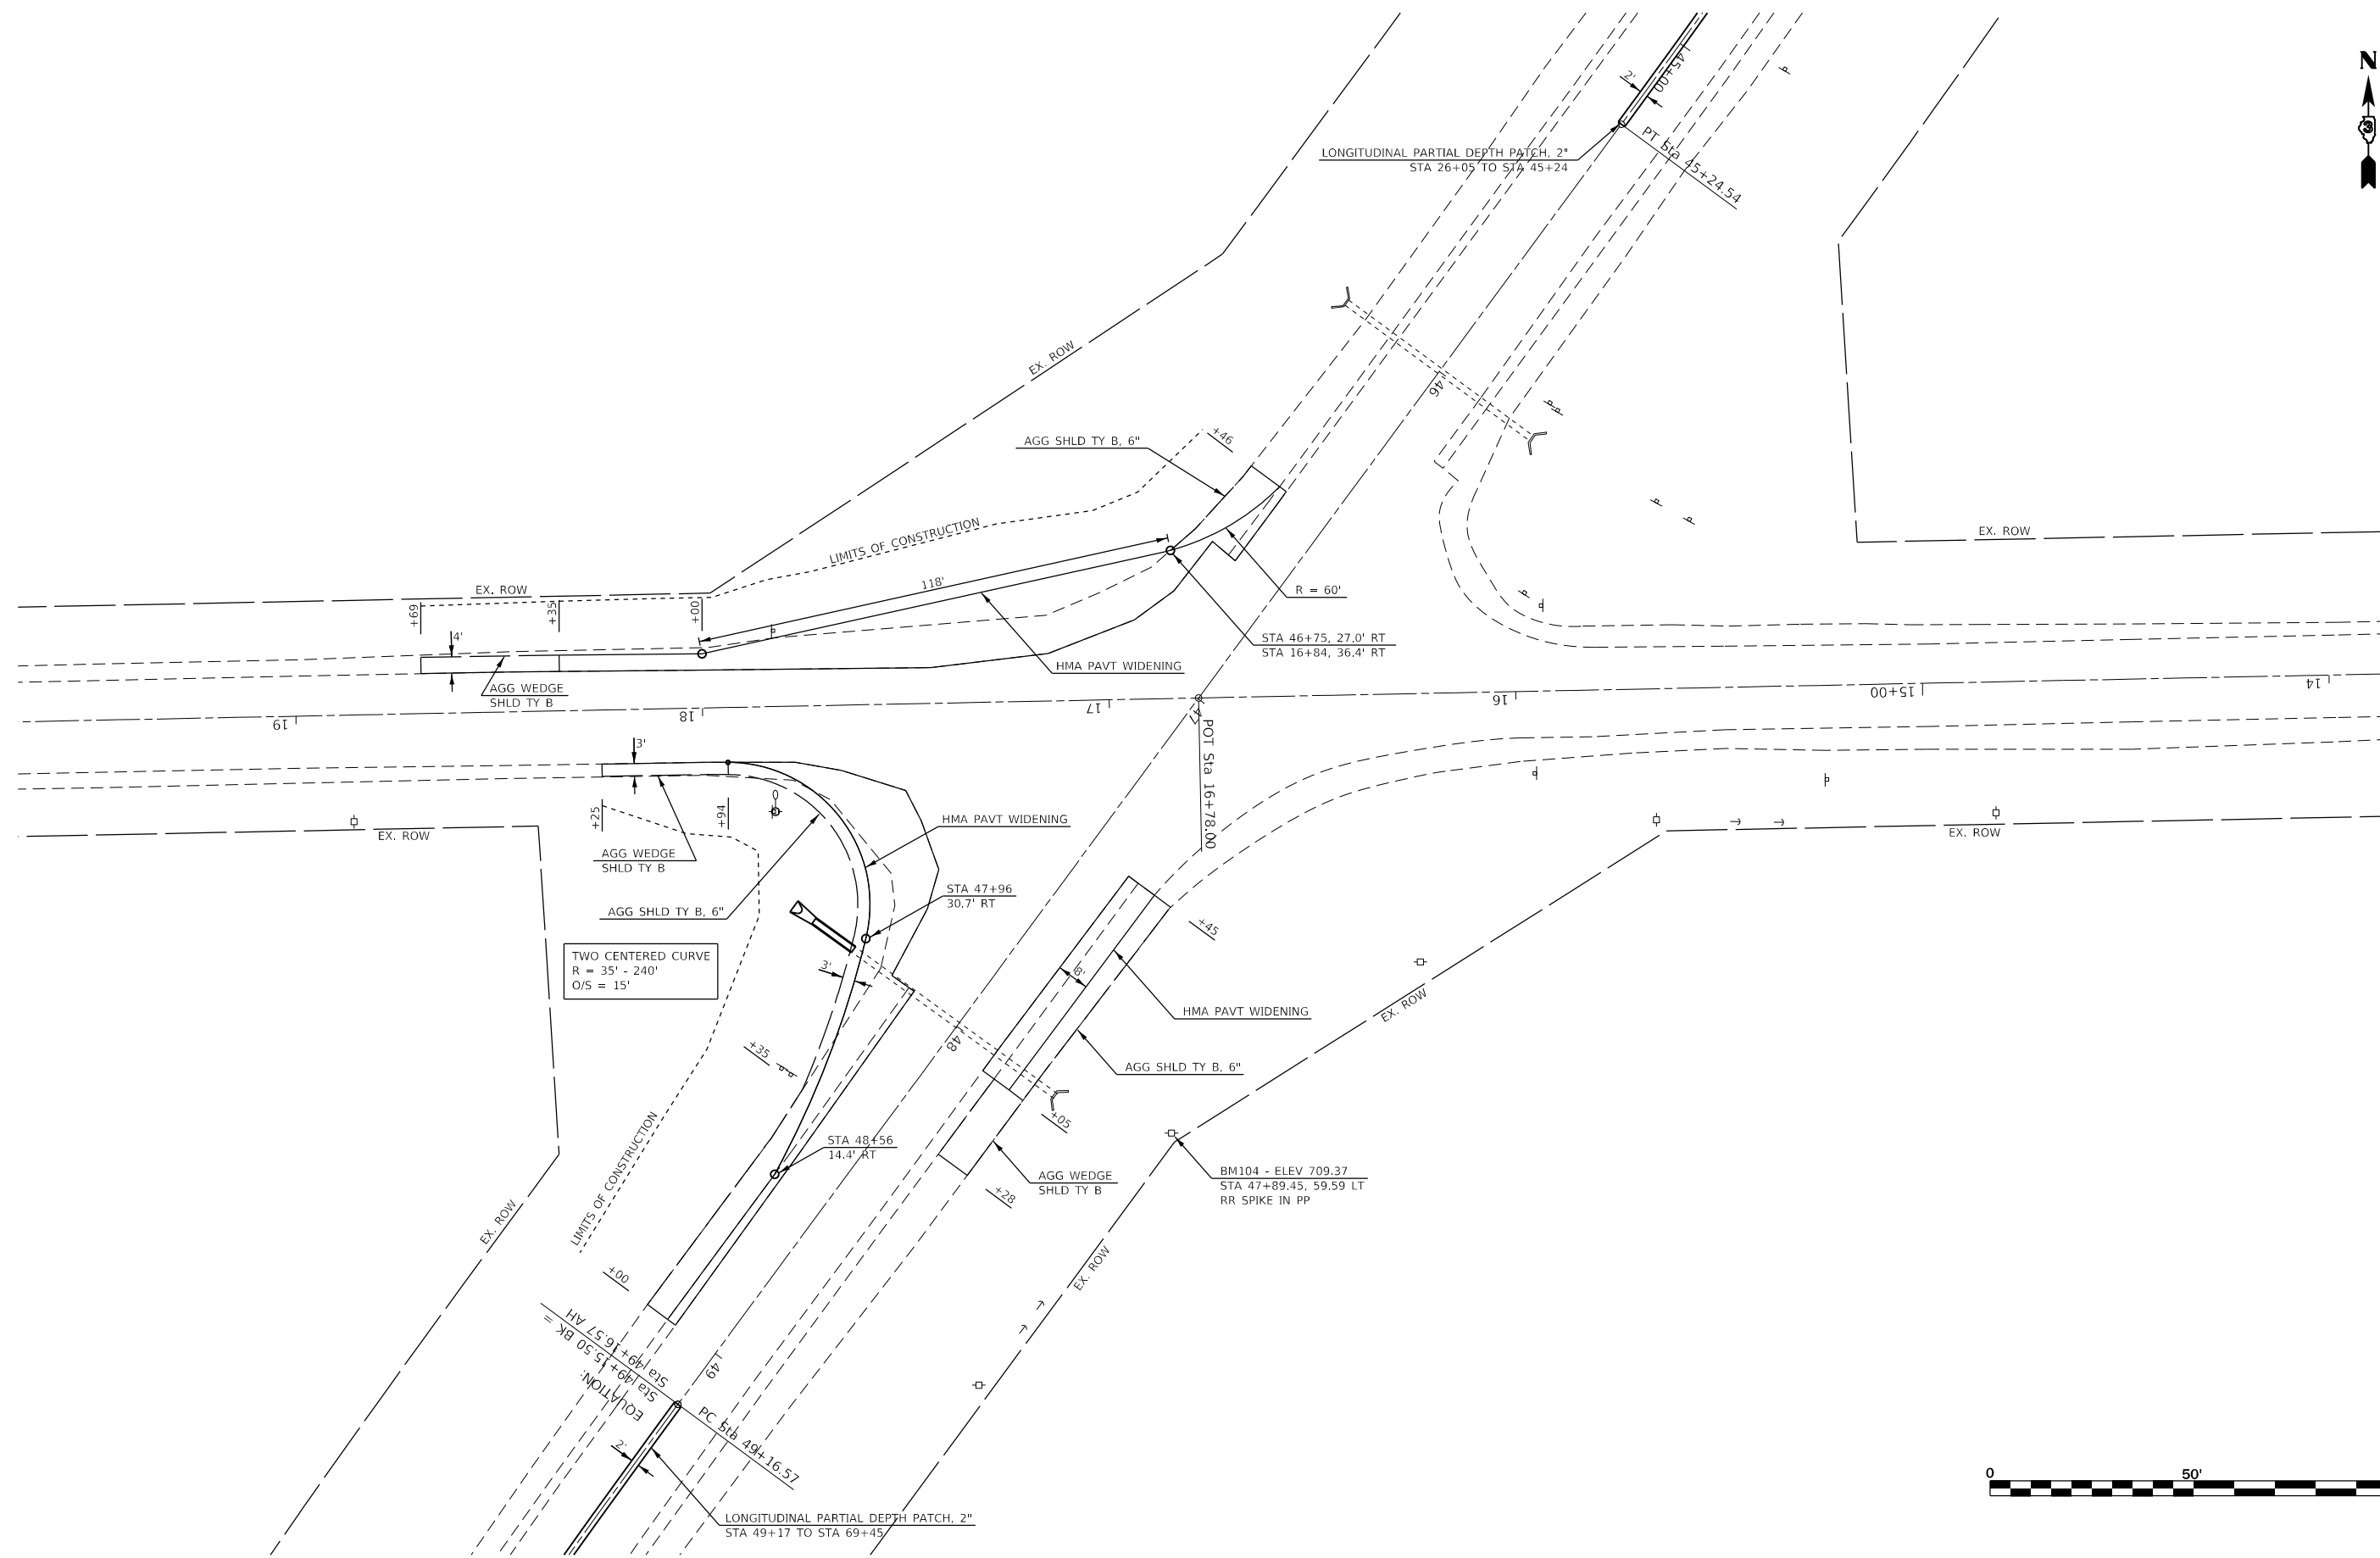 N
3
2'
45+00
LONGITUDINAL PARTIAL DEPTH PATCH, 2"
STA 26+05 TO STA 45+24
PT Sta 45+24.54
EX. ROW
46
AGG SHLD TY B, 6"
+46
LIMITS OF CONSTRUCTION
EX. ROW
118'
EX. ROW
R = 60'
+69
+35
+00
4'
STA 46+75, 27.0' RT
STA 16+84, 36.4' RT
HMA PAVT WIDENING
AGG WEDGE
SHLD TY B
19
18
17
16
15+00
14
47
POT Sta 16+78.00
3'
+25
+94
EX. ROW
HMA PAVT WIDENING
EX. ROW
AGG WEDGE
SHLD TY B
STA 47+96
30.7' RT
AGG SHLD TY B, 6"
+45
TWO CENTERED CURVE
R = 35' - 240'
O/S = 15'
3'
8'
HMA PAVT WIDENING
EX. ROW
48
+35
AGG SHLD TY B, 6"
+05
STA 48+56
14.4' RT
LIMITS OF CONSTRUCTION
AGG WEDGE
SHLD TY B
BM104 - ELEV 709.37
STA 47+89.45, 59.59 LT
RR SPIKE IN PP
+28
EX. ROW
+00
EX. ROW
EQUATION:
Sta 49+15.50 BK =
Sta 49+16.57 AH
49
PC Sta 49+16.57
2'
LONGITUDINAL PARTIAL DEPTH PATCH, 2"
STA 49+17 TO STA 69+45
0
50'